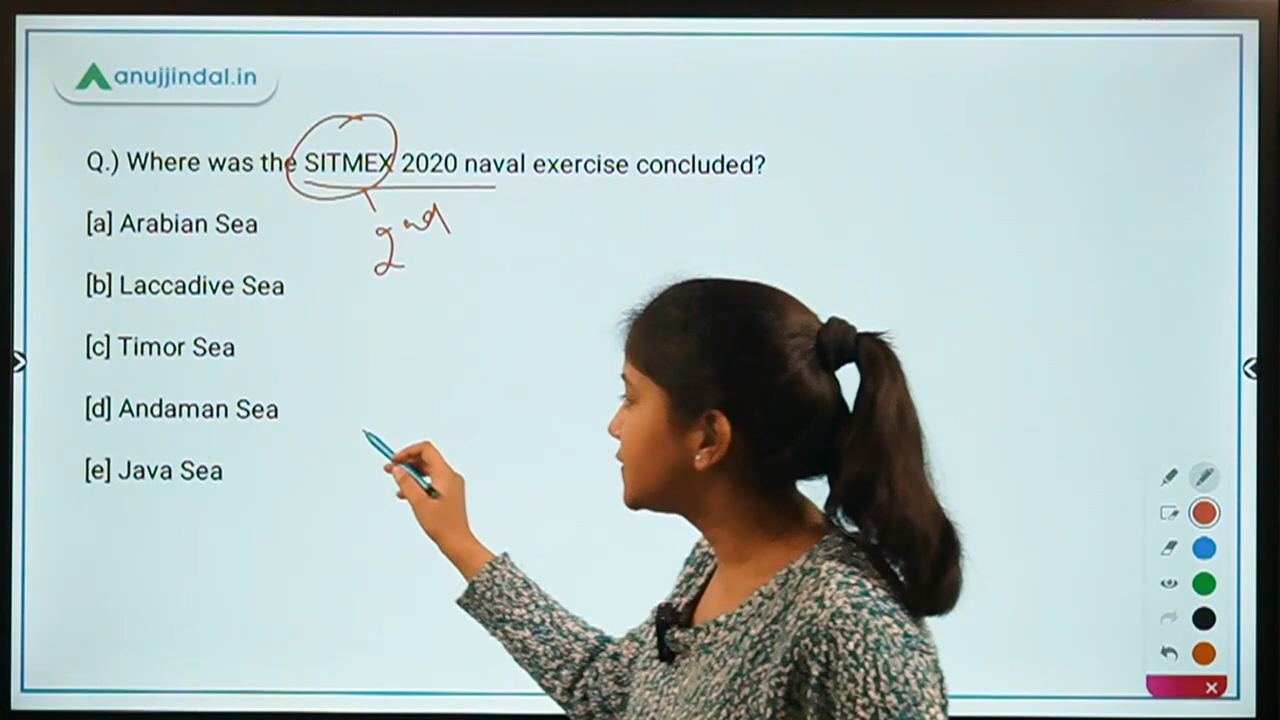 anujjindal.in
Q.) Where was the SITMEX 2020 naval exercise concluded?
2nd
[a] Arabian Sea
[b] Laccadive Sea
[c] Timor Sea
[d] Andaman Sea
[e] Java Sea